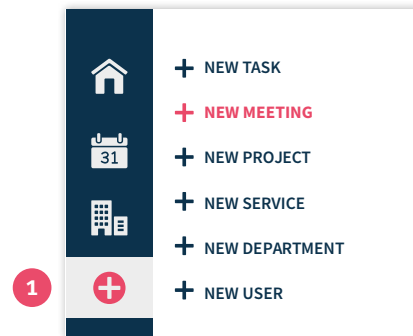 NEW TASK
NEW MEETING
31
NEW PROJECT
NEW SERVICE
NEW DEPARTMENT
1
NEW USER